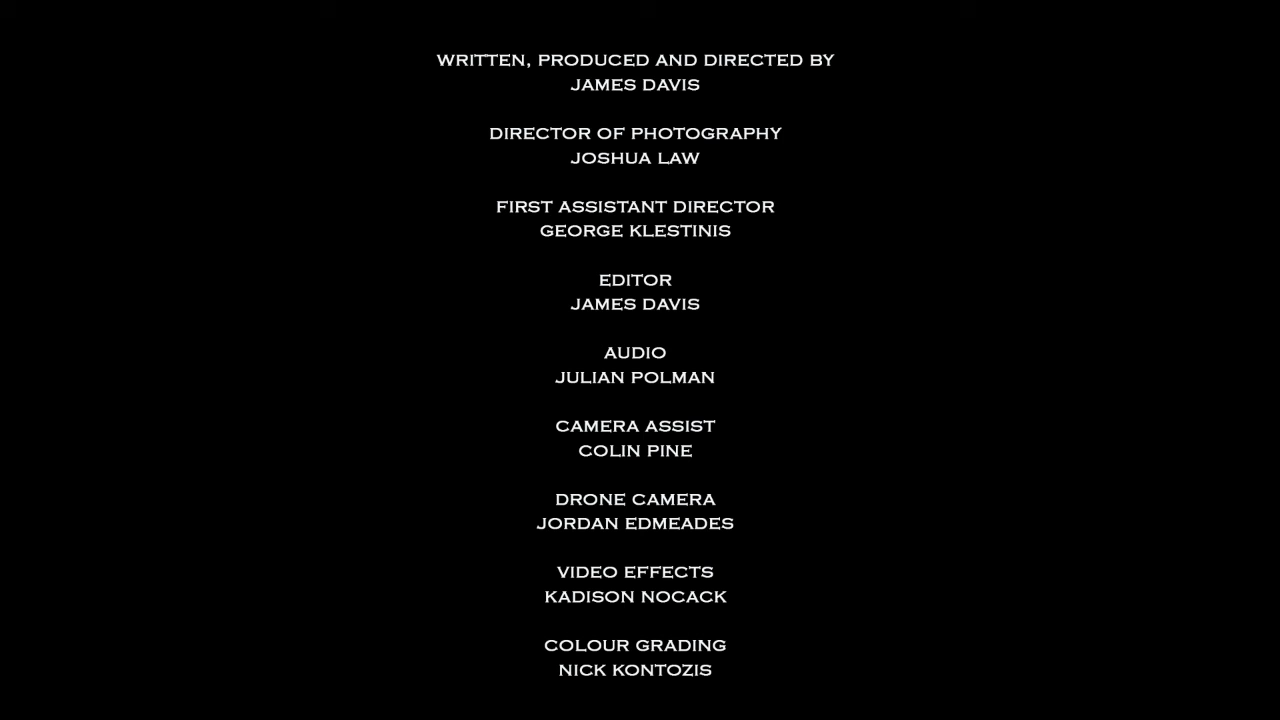 WRITTEN, PRODUCED AND DIRECTED BY
JAMES DAVIS
DIRECTOR OF PHOTOGRAPHY
JOSHUA LAW
FIRST ASSISTANT DIRECTOR
GEORGE KLESTINIS
EDITOR
JAMES DAVIS
AUDIO
JULIAN POLMAN
CAMERA ASSIST
COLIN PINE
DRONE CAMERA
JORDAN EDMEADES
VIDEO EFFECTS
KADISON NOCACK
COLOUR GRADING
NICK KONTOZIS